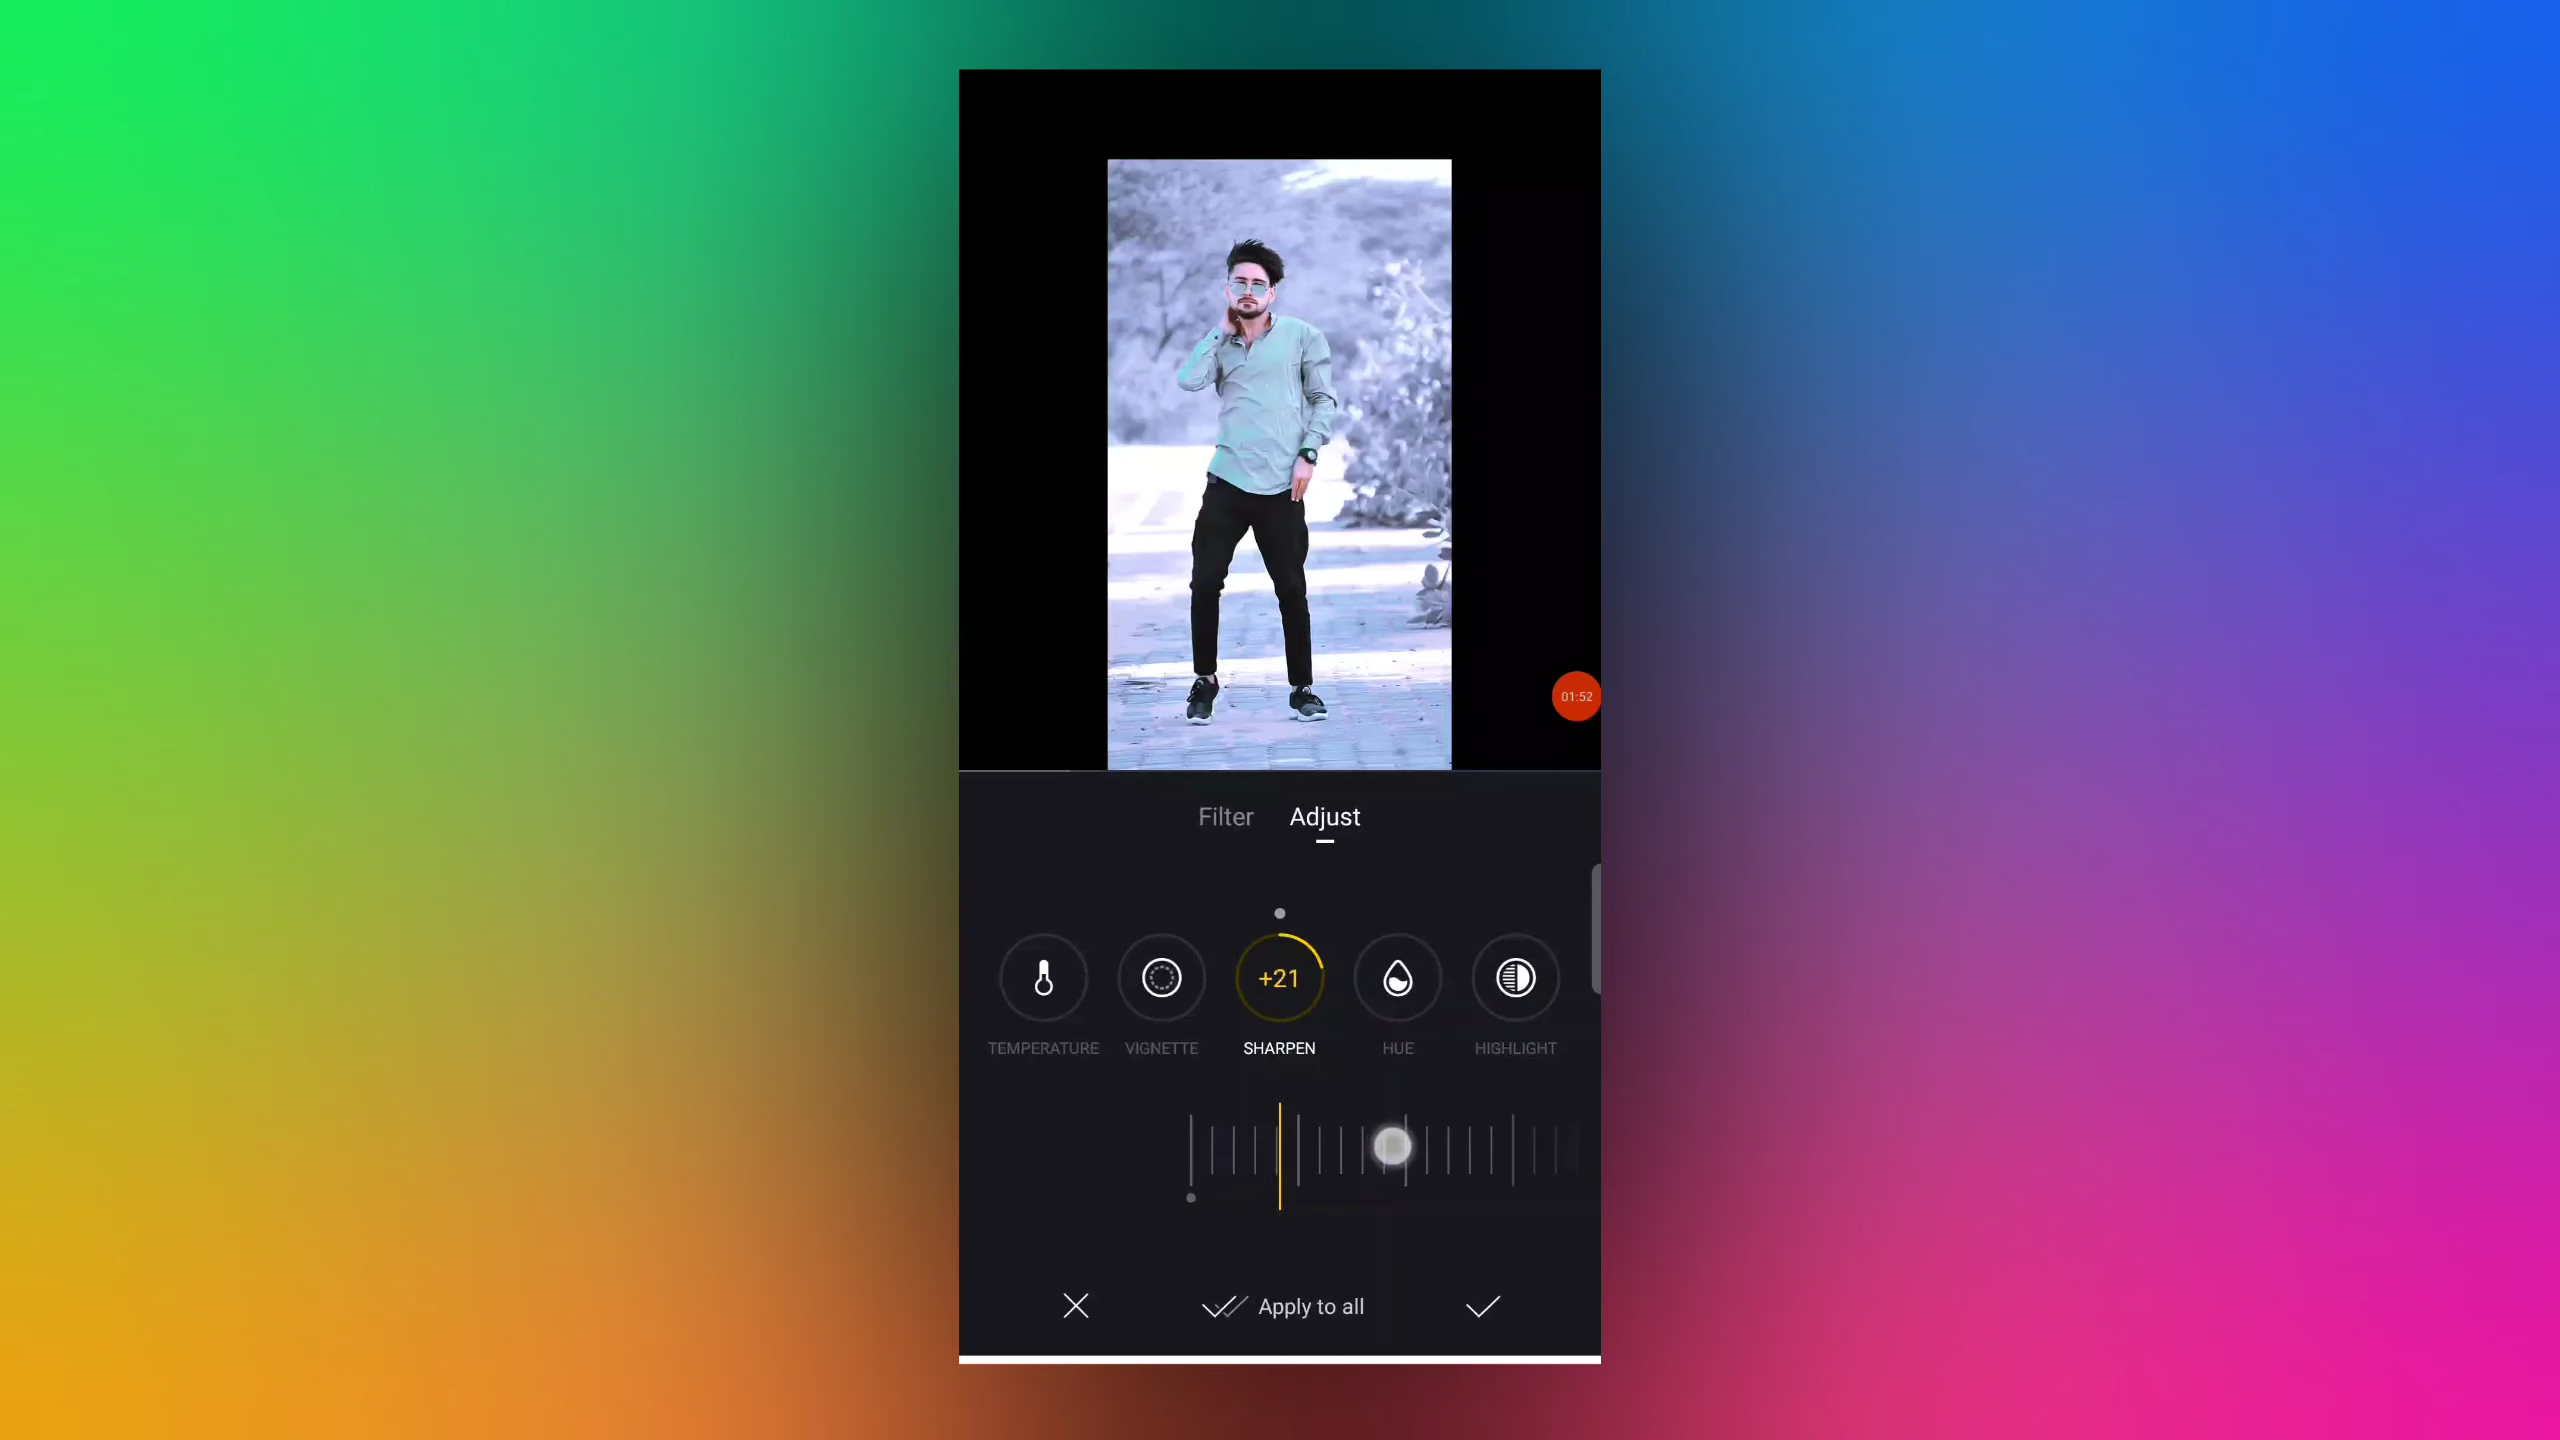 01:52
Filter Adjust
+21
TEMPERATURE VIGNETTE SHARPEN HUE HIGHLIGHT
Apply to all